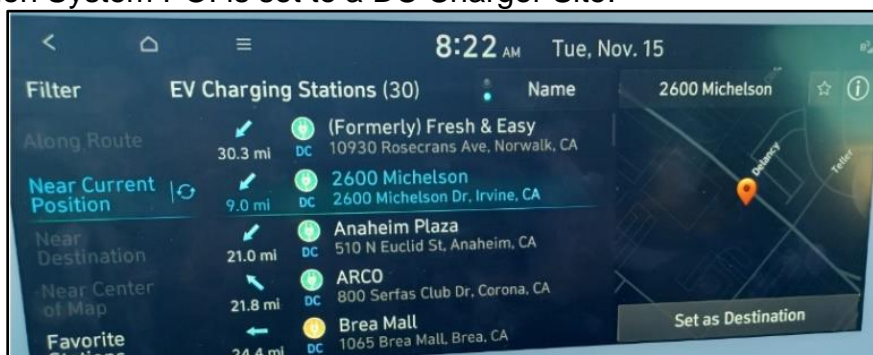 on System POI is set to a DC Charger Site.
8:22 AM Tue, Nov. 15
Filter EV Charging Stations (30) Name 2600 Michelson
Along Route
30.3 mi DC (Formerly) Fresh & Easy
10930 Rosecrans Ave, Norwalk, CA
Near Current Position
9.0 mi DC 2600 Michelson
2600 Michelson Dr, Irvine, CA
Near Destination
21.0 mi DC Anaheim Plaza
510 N Euclid St, Anaheim, CA
Near Center of Map
21.8 mi DC ARCO
800 Serfas Club Dr, Corona, CA
Favorite Stations
24.4 mi DC Brea Mall
1065 Brea Mall, Brea, CA
Delancy
Teller
Set as Destination